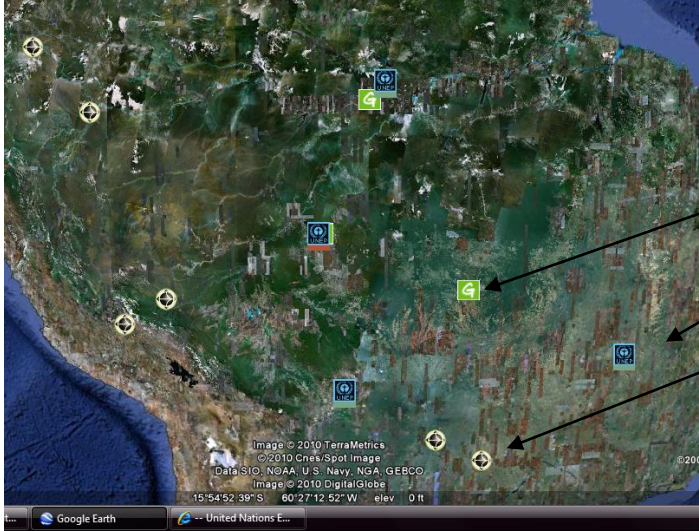 UNEP
G
UNEP
G
UNEP
UNEP
Image © 2010 TerraMetrics
© 2010 Cnes/Spot Image
Data SIO, NOAA, U.S. Navy, NGA, GEBCO
Image © 2010 DigitalGlobe
©200
15°54'52.39" S 60°27'12.52" W elev 0 ft
t... Google Earth -- United Nations E...